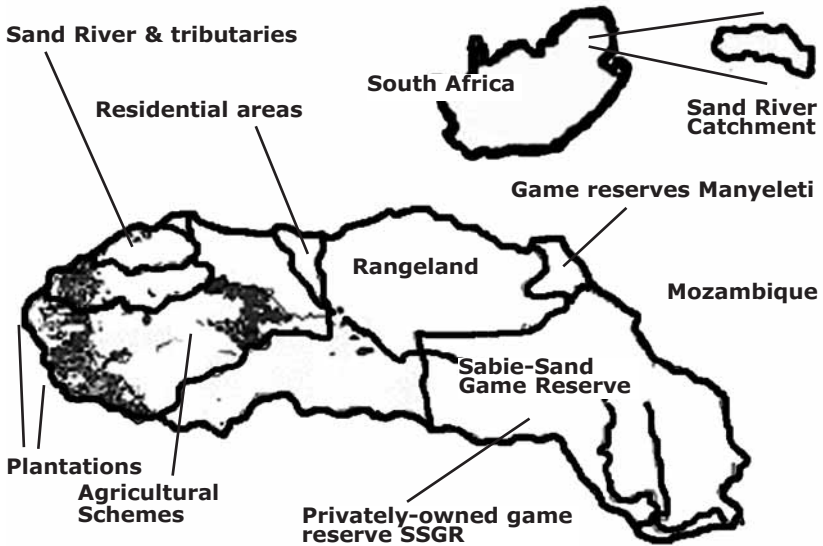 Sand River & tributaries
Residential areas
South Africa
Sand River
Catchment
Game reserves Manyeleti
Rangeland
Mozambique
Sabie-Sand
Game Reserve
Plantations
Agricultural
Schemes
Privately-owned game
reserve SSGR